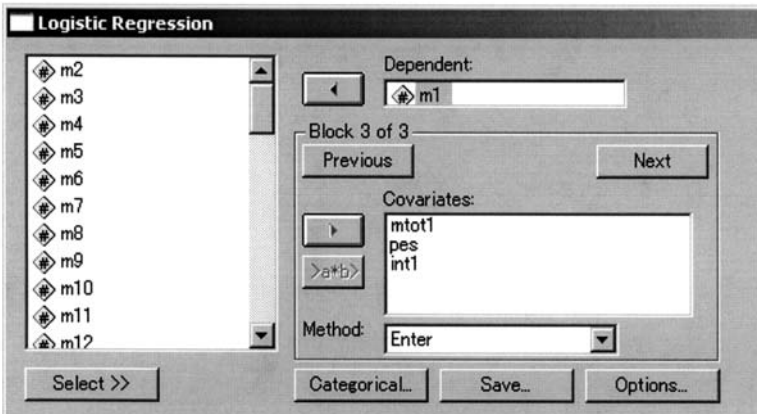 Logistic Regression
m2
m3
m4
m5
m6
m7
m8
m9
m10
m11
m12
Select >>
Dependent:
m1
Block 3 of 3
Previous
Next
Covariates:
mtot1
pes
int1
>a*b>
Method:
Enter
Categorical...
Save...
Options...